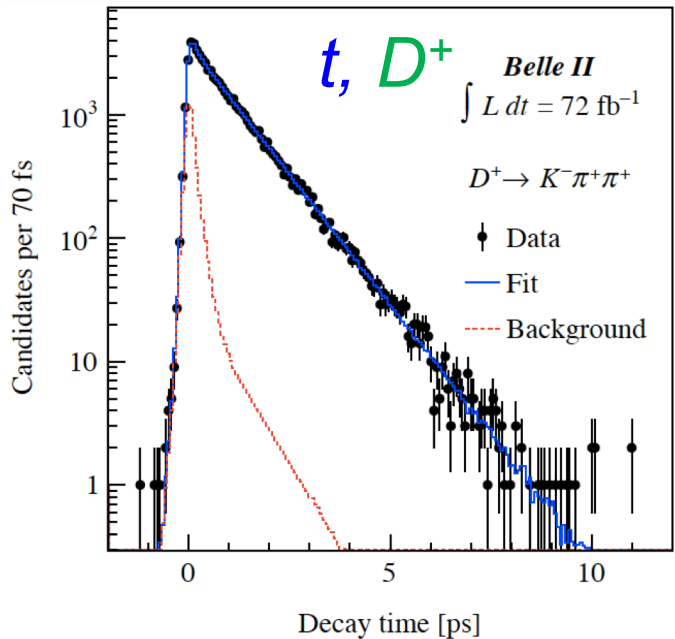 t, D⁺
Belle II
∫ L dt = 72 fb⁻¹
D⁺→ K⁻π⁺π⁺
Data
Fit
Background
Candidates per 70 fs
10³
10²
10
1
0
5
10
Decay time [ps]